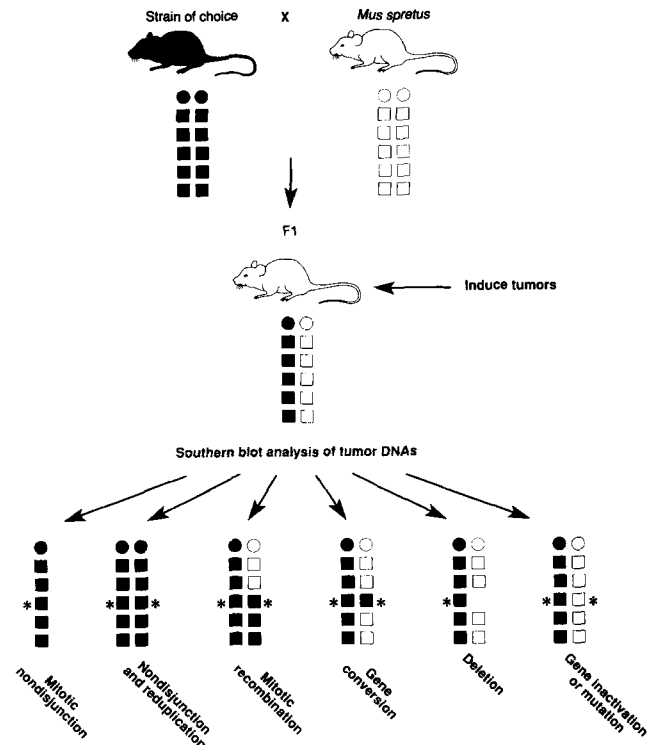 Strain of choice X Mus spretus
F1
Induce tumors
Southern blot analysis of tumor DNAs
* * * * * * * * * *
Mitotic
nondisjunction
Nondisjunction
and reduplication
Mitotic
recombination
Gene
conversion
Deletion
Gene inactivation
or mutation